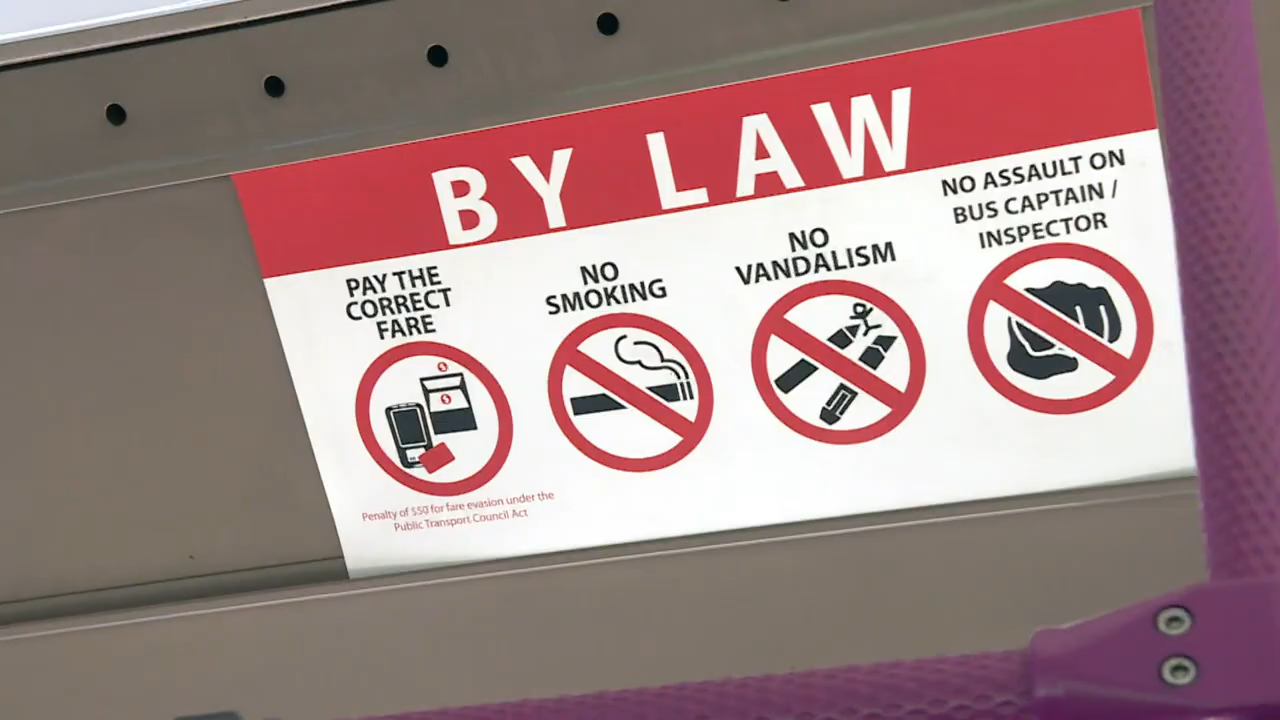 BY LAW
PAY THE
CORRECT
FARE
NO
SMOKING
NO
VANDALISM
NO ASSAULT ON
BUS CAPTAIN /
INSPECTOR
Penalty of $50 for fare evasion under the
Public Transport Council Act